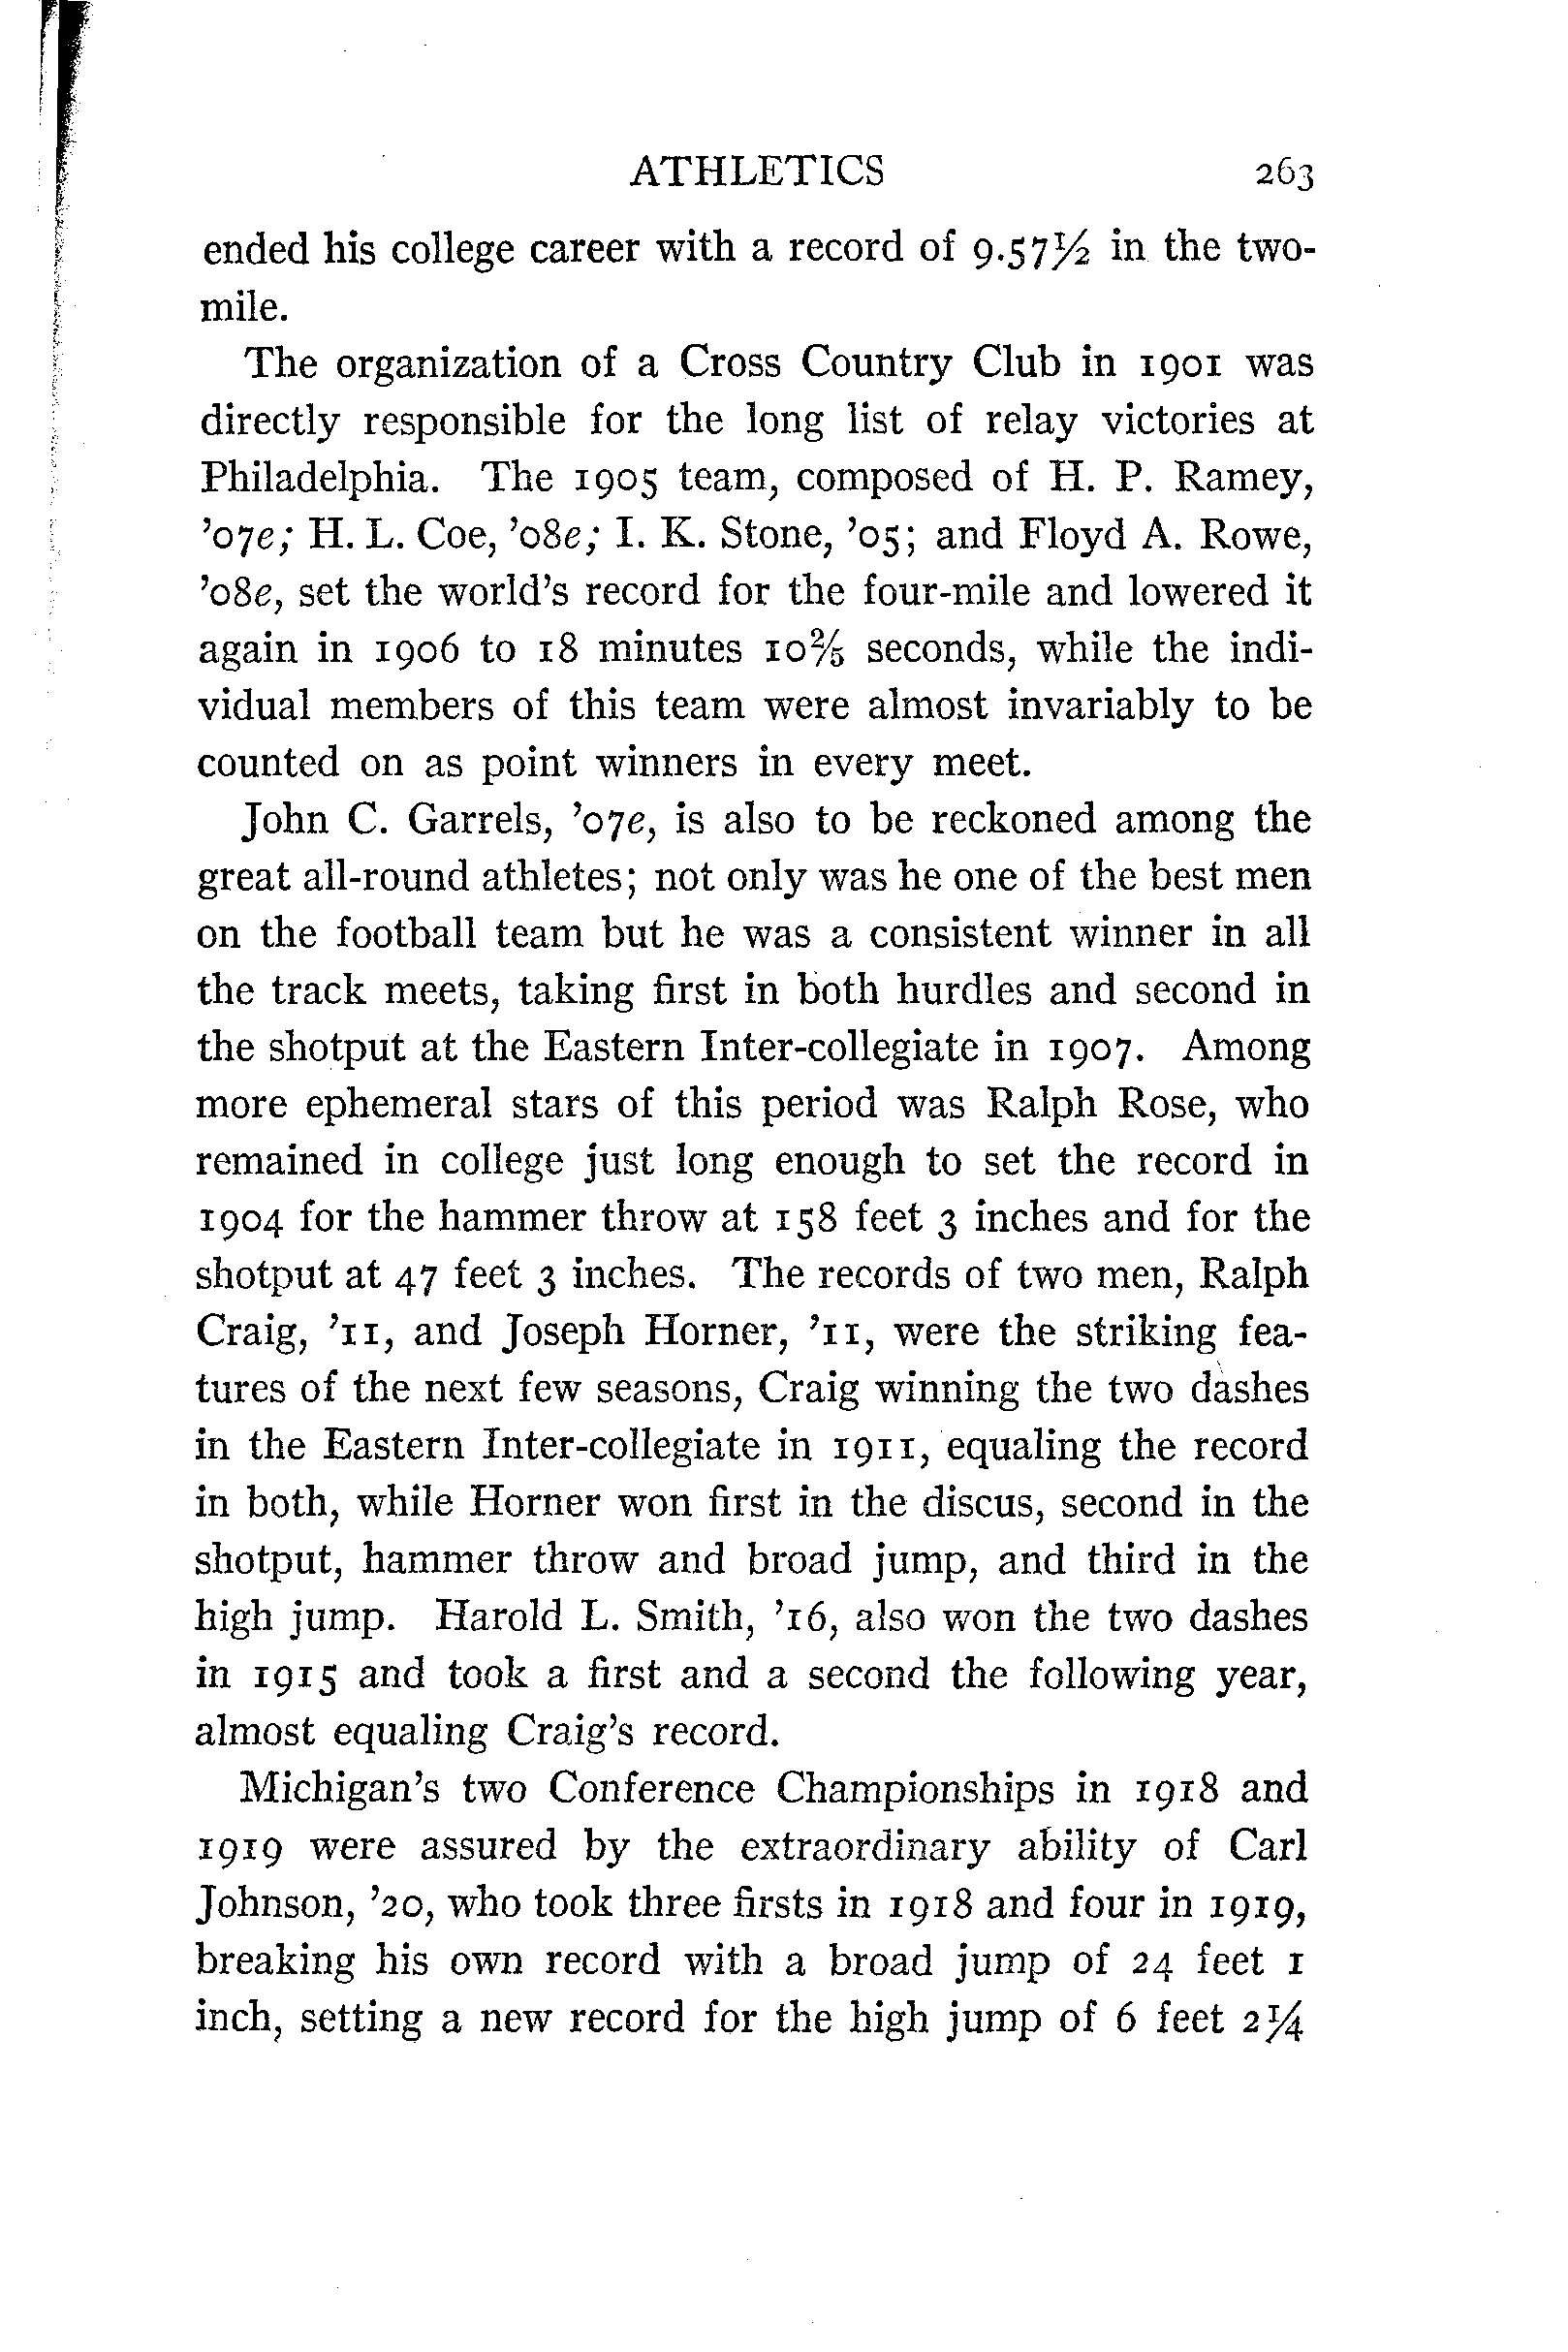 ATHLETICS 263
ended his college career with a record of 9.57½ in the two-
mile.
The organization of a Cross Country Club in 1901 was
directly responsible for the long list of relay victories at
Philadelphia. The 1905 team, composed of H. P. Ramey,
’07e; H. L. Coe, ’08e; I. K. Stone, ’05; and Floyd A. Rowe,
’08e, set the world’s record for the four-mile and lowered it
again in 1906 to 18 minutes 10⅖ seconds, while the indi-
vidual members of this team were almost invariably to be
counted on as point winners in every meet.
John C. Garrels, ’07e, is also to be reckoned among the
great all-round athletes; not only was he one of the best men
on the football team but he was a consistent winner in all
the track meets, taking first in both hurdles and second in
the shotput at the Eastern Inter-collegiate in 1907. Among
more ephemeral stars of this period was Ralph Rose, who
remained in college just long enough to set the record in
1904 for the hammer throw at 158 feet 3 inches and for the
shotput at 47 feet 3 inches. The records of two men, Ralph
Craig, ’11, and Joseph Horner, ’11, were the striking fea-
tures of the next few seasons, Craig winning the two dashes
in the Eastern Inter-collegiate in 1911, equaling the record
in both, while Horner won first in the discus, second in the
shotput, hammer throw and broad jump, and third in the
high jump. Harold L. Smith, ’16, also won the two dashes
in 1915 and took a first and a second the following year,
almost equaling Craig’s record.
Michigan’s two Conference Championships in 1918 and
1919 were assured by the extraordinary ability of Carl
Johnson, ’20, who took three firsts in 1918 and four in 1919,
breaking his own record with a broad jump of 24 feet 1
inch, setting a new record for the high jump of 6 feet 2¼